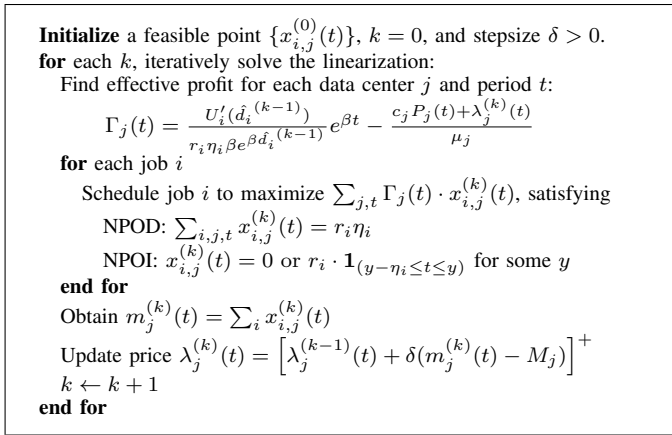 Initialize a feasible point {x_{i,j}^{(0)}(t)}, k = 0, and stepsize δ > 0.
for each k, iteratively solve the linearization:
Find effective profit for each data center j and period t:
Γ_j(t) = \frac{U_i'(\hat{d_i}^{(k-1)})}{r_i η_i β e^{β\hat{d_i}^{(k-1)}}} e^{βt} − \frac{c_j P_j(t)+λ_j^{(k)}(t)}{μ_j}
for each job i
Schedule job i to maximize ∑_{j,t} Γ_j(t) · x_{i,j}^{(k)}(t), satisfying
NPOD: ∑_{i,j,t} x_{i,j}^{(k)}(t) = r_i η_i
NPOI: x_{i,j}^{(k)}(t) = 0 or r_i · 1_{(y−η_i≤t≤y)} for some y
end for
Obtain m_j^{(k)}(t) = ∑_i x_{i,j}^{(k)}(t)
Update price λ_j^{(k)}(t) = [λ_j^{(k−1)}(t) + δ(m_j^{(k)}(t) − M_j)]^+
k ← k + 1
end for